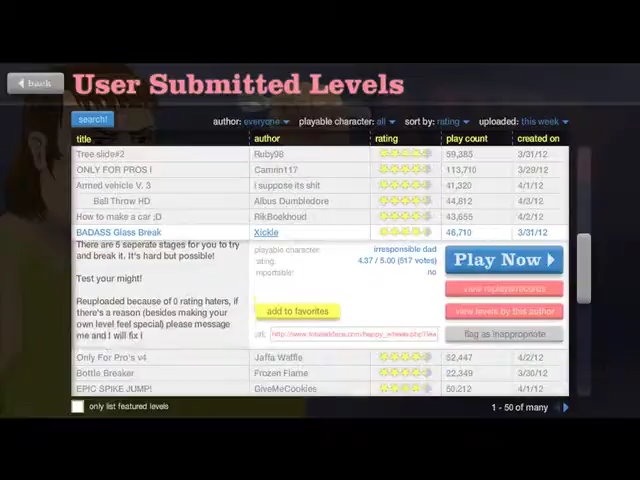 back
User Submitted Levels
search!
author: everyone playable character: all sort by: rating uploaded: this week
title author rating play count created on
Tree slide#2 Ruby98 59,385 3/31/12
ONLY FOR PROS ! Camrin117 113,710 3/29/12
Armed vehicle V. 3 i suppose its shit 41,320 4/1/12
Ball Throw HD Albus Dumbledore 44,812 4/3/12
How to make a car ;D RikBoekhoud 43,655 4/2/12
BADASS Glass Break Xickle 46,710 3/31/12
There are 5 seperate stages for you to try
and break it. It's hard but possible!
Test your might!
Reuploaded because of 0 rating haters, if
there's a reason (besides making your
own level feel special) please message
me and I will fix i
playable character: irresponsible dad
rating: 4.37 / 5.00 (517 votes)
importable: no
add to favorites
url:
Play Now
view replays/records
view levels by this author
flag as inappropriate
Only For Pro's v4 Jaffa Waffle 52,447 4/2/12
Bottle Breaker Frozen Flame 22,349 3/30/12
EPIC SPIKE JUMP! GiveMeCookies 50,212 4/1/12
only list featured levels
1 - 50 of many